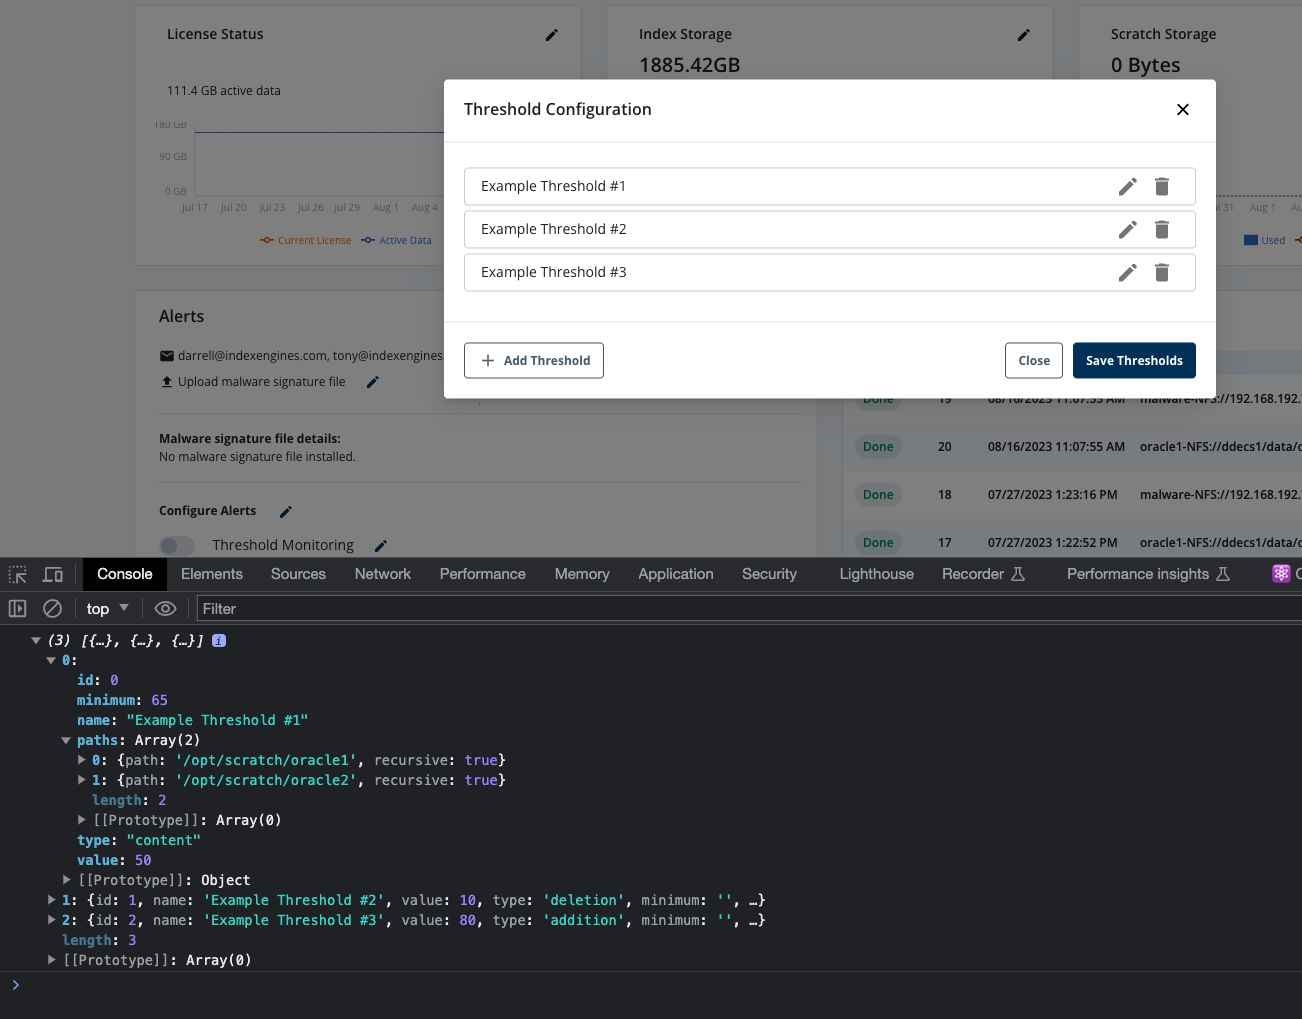 License Status
111.4 GB active data
180 GB
90 GB
0 GB
Jul 17 Jul 20 Jul 23 Jul 26 Jul 29 Aug 1 Aug 4
Current License Active Data
Index Storage
1885.42GB
Scratch Storage
0 Bytes
31 Aug 1
Used
Threshold Configuration
Example Threshold #1
Example Threshold #2
Example Threshold #3
Add Threshold
Close
Save Thresholds
Alerts
darrell@indexengines.com, tony@indexengines.
Upload malware signature file
Malware signature file details:
No malware signature file installed.
Configure Alerts
Threshold Monitoring
Done 19 08/16/2023 11:07:55 AM malware-NFS://192.168.192.
Done 20 08/16/2023 11:07:55 AM oracle1-NFS://ddecs1/data/c
Done 18 07/27/2023 1:23:16 PM malware-NFS://192.168.192.
Done 17 07/27/2023 1:22:52 PM oracle1-NFS://ddecs1/data/c
Console Elements Sources Network Performance Memory Application Security Lighthouse Recorder Performance insights
top Filter
(3) [{…}, {…}, {…}] i
0:
id: 0
minimum: 65
name: "Example Threshold #1"
paths: Array(2)
0: {path: '/opt/scratch/oracle1', recursive: true}
1: {path: '/opt/scratch/oracle2', recursive: true}
length: 2
[[Prototype]]: Array(0)
type: "content"
value: 50
[[Prototype]]: Object
1: {id: 1, name: 'Example Threshold #2', value: 10, type: 'deletion', minimum: '', …}
2: {id: 2, name: 'Example Threshold #3', value: 80, type: 'addition', minimum: '', …}
length: 3
[[Prototype]]: Array(0)